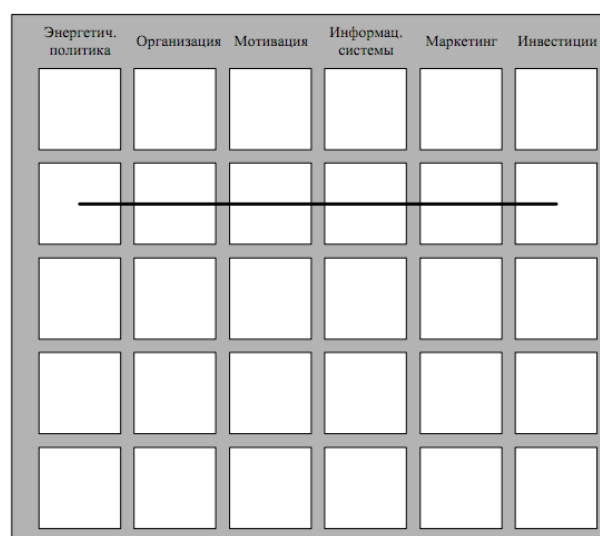 Энергетич.
политика
Организация
Мотивация
Информац.
системы
Маркетинг
Инвестиции